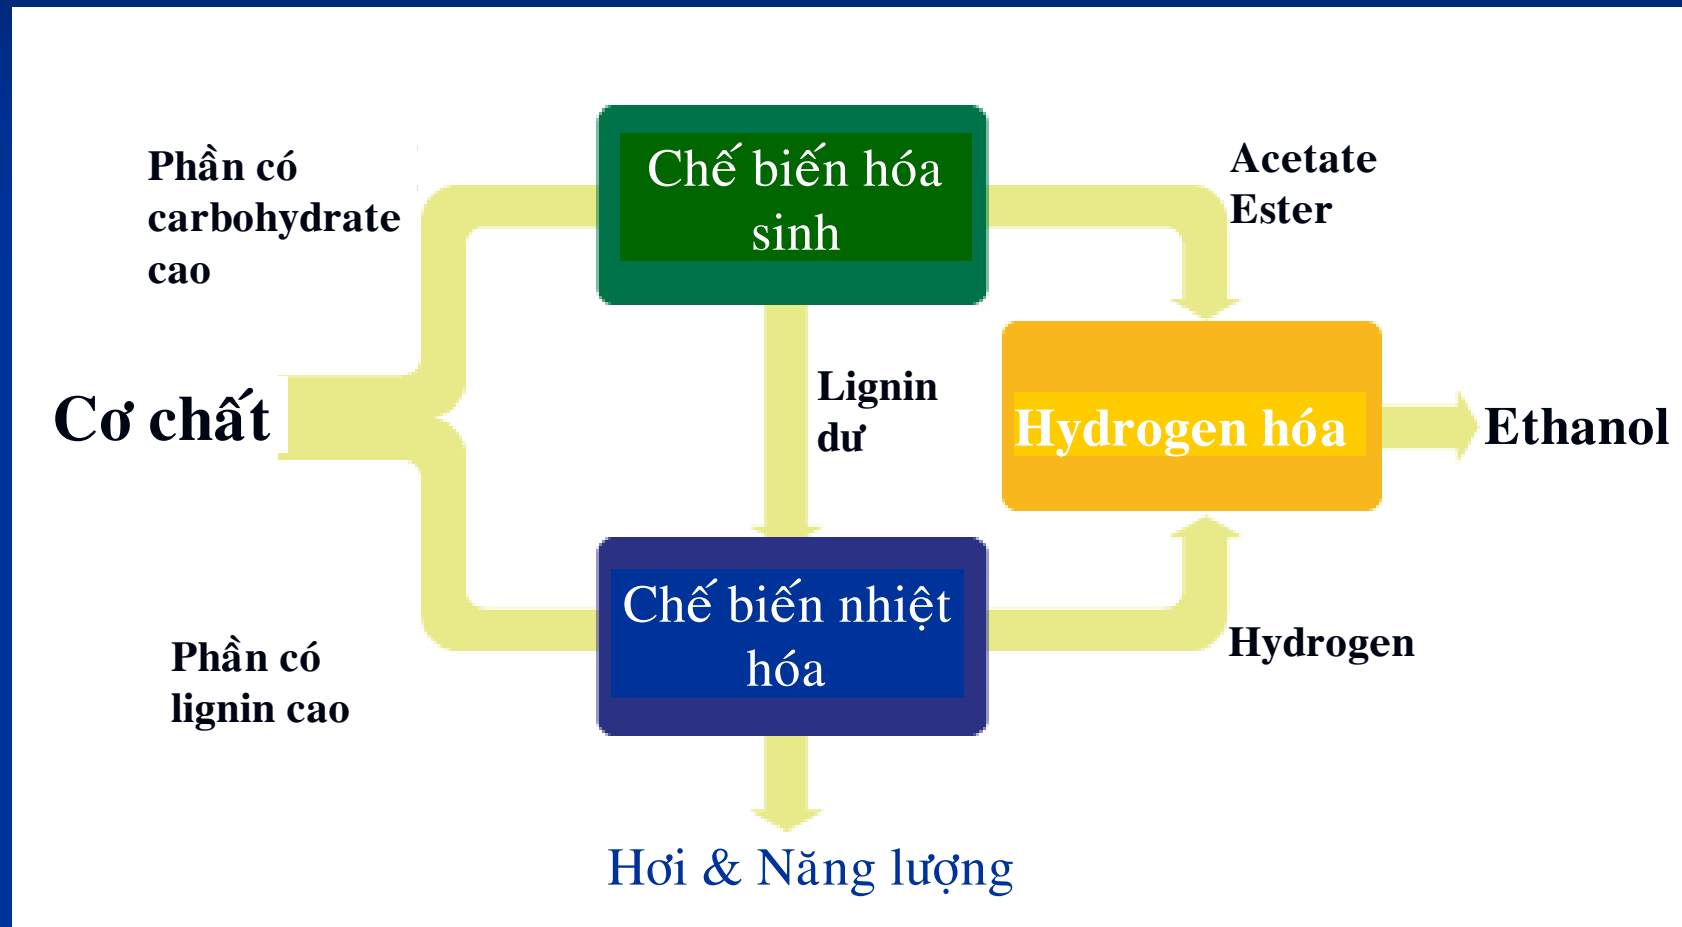 Phần có
carbohydrate
cao
Chế biến hóa
sinh
Acetate
Ester
Cơ chất
Lignin
dư
Hydrogen hóa
Ethanol
Phần có
lignin cao
Chế biến nhiệt
hóa
Hydrogen
Hơi & Năng lượng